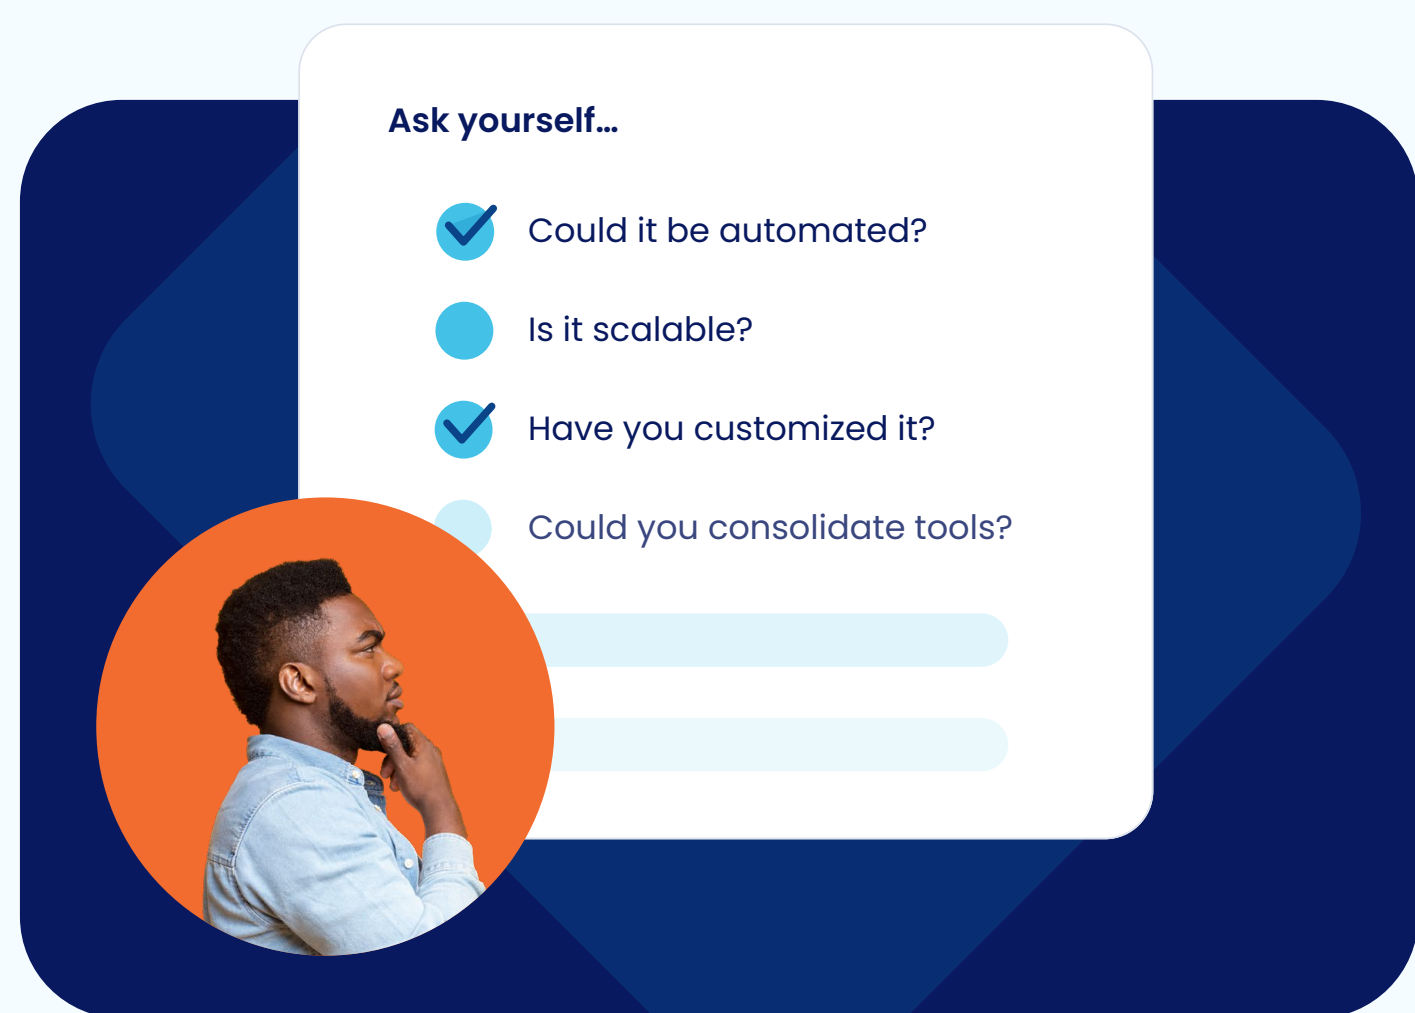 Ask yourself...
Could it be automated?
Is it scalable?
Have you customized it?
Could you consolidate tools?